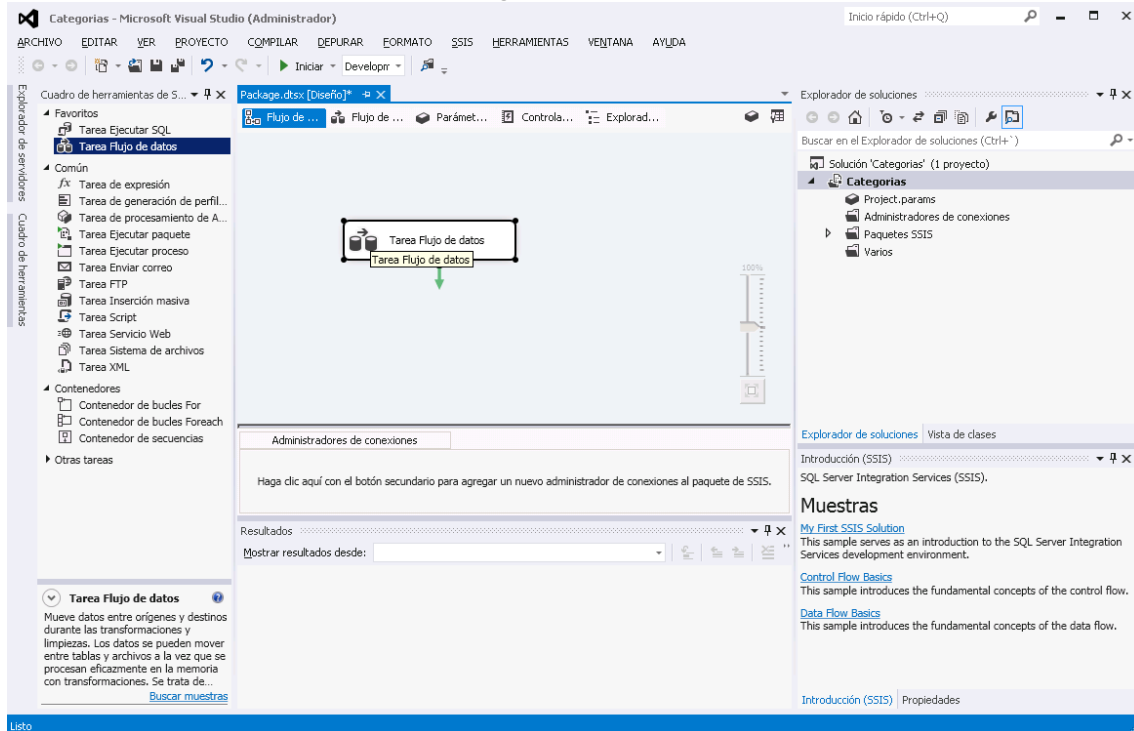 Categorias - Microsoft Visual Studio (Administrador)
Inicio rápido (Ctrl+Q)
ARCHIVO EDITAR VER PROYECTO COMPILAR DEPURAR FORMATO SSIS HERRAMIENTAS VENTANA AYUDA
Iniciar Developm
Explorador de servidores
Cuadro de herramientas
Cuadro de herramientas de S...
Favoritos
Tarea Ejecutar SQL
Tarea Flujo de datos
Común
Tarea de expresión
Tarea de generación de perfil...
Tarea de procesamiento de A...
Tarea Ejecutar paquete
Tarea Ejecutar proceso
Tarea Enviar correo
Tarea FTP
Tarea Inserción masiva
Tarea Script
Tarea Servicio Web
Tarea Sistema de archivos
Tarea XML
Contenedores
Contenedor de bucles For
Contenedor de bucles Foreach
Contenedor de secuencias
Otras tareas
Tarea Flujo de datos
Mueve datos entre orígenes y destinos
durante las transformaciones y
limpiezas. Los datos se pueden mover
entre tablas y archivos a la vez que se
procesan eficazmente en la memoria
con transformaciones. Se trata de...
Buscar muestras
Package.dtsx [Diseño]*
Flujo de ... Flujo de ... Parámet... Controla... Explorad...
Tarea Flujo de datos
Tarea Flujo de datos
100%
Administradores de conexiones
Haga clic aquí con el botón secundario para agregar un nuevo administrador de conexiones al paquete de SSIS.
Resultados
Mostrar resultados desde:
Explorador de soluciones
Buscar en el Explorador de soluciones (Ctrl+`)
Solución 'Categorias' (1 proyecto)
Categorias
Project.params
Administradores de conexiones
Paquetes SSIS
Varios
Explorador de soluciones Vista de clases
Introducción (SSIS)
SQL Server Integration Services (SSIS).
Muestras
My First SSIS Solution
This sample serves as an introduction to the SQL Server Integration
Services development environment.
Control Flow Basics
This sample introduces the fundamental concepts of the control flow.
Data Flow Basics
This sample introduces the fundamental concepts of the data flow.
Introducción (SSIS) Propiedades
Listo